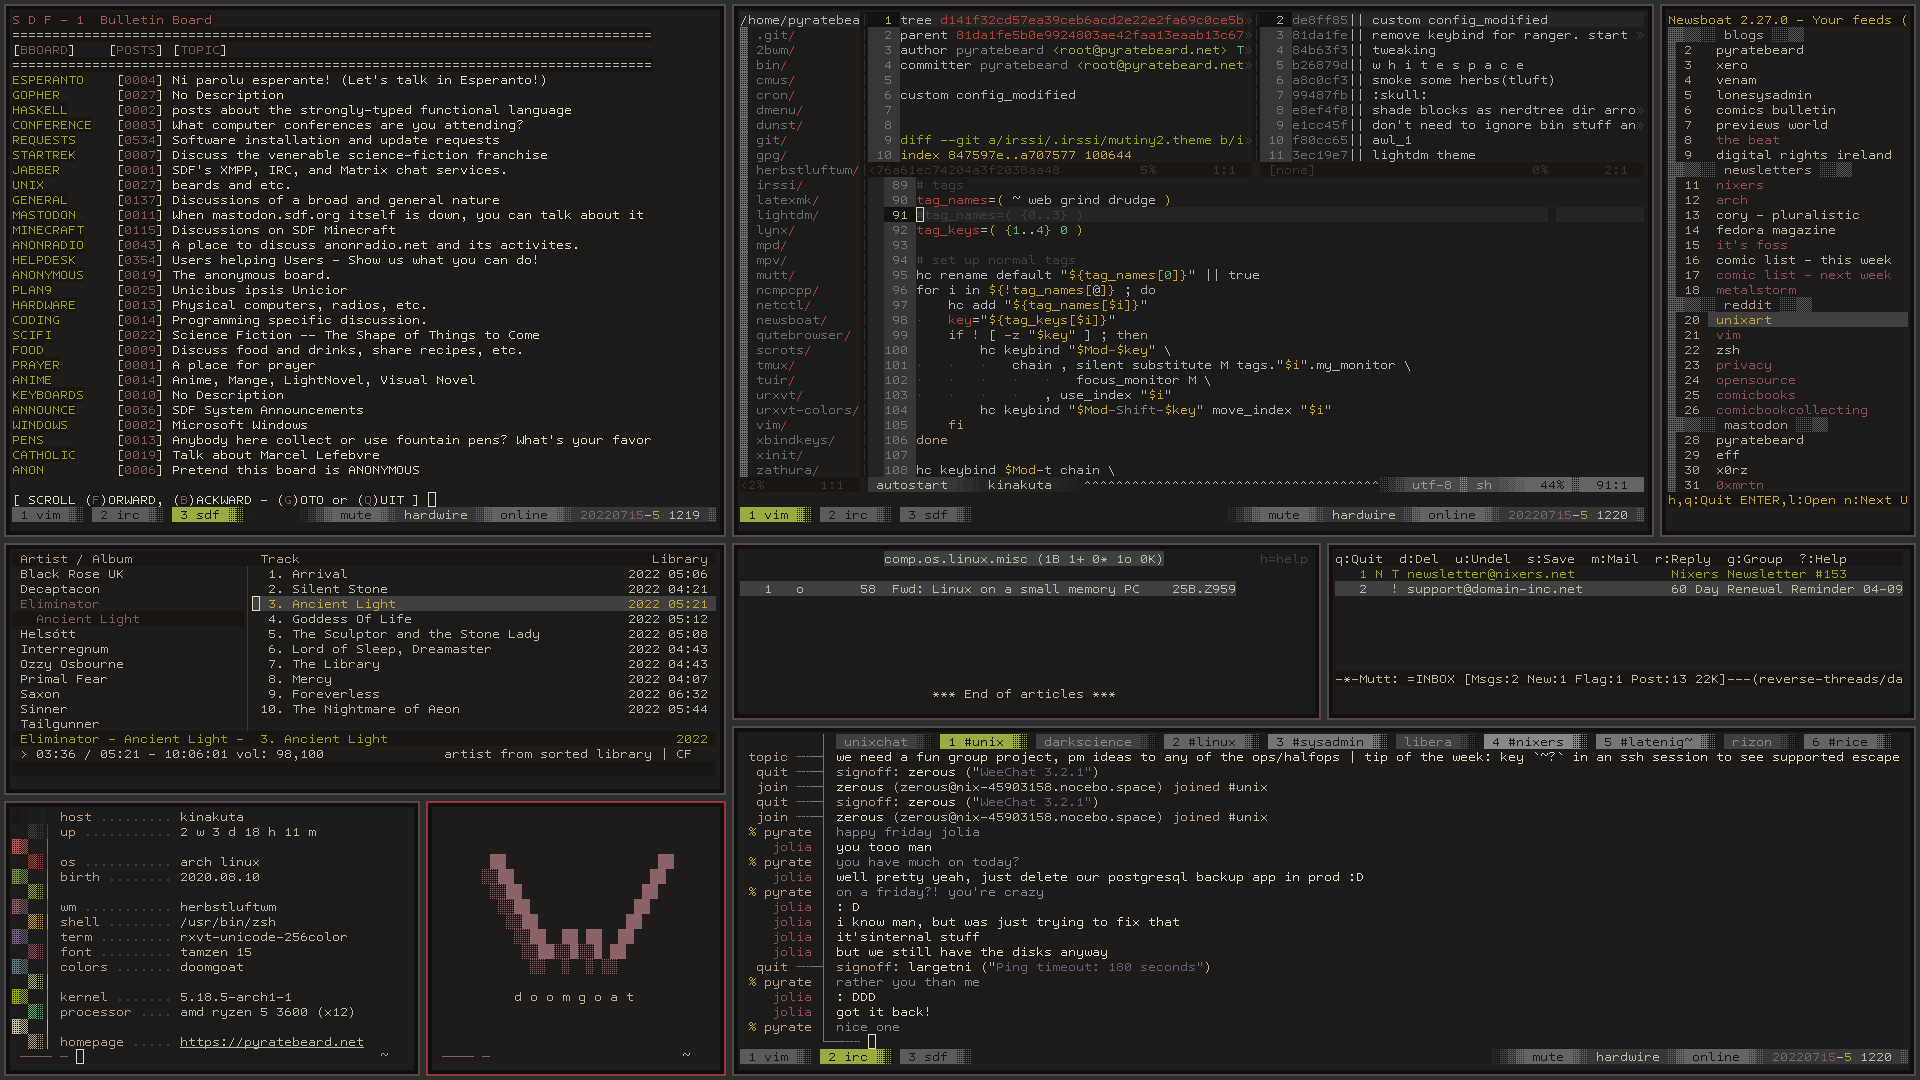 S D F - 1  Bulletin Board
[BBOARD]    [POSTS] [TOPIC]
ESPERANTO    [0004] Ni parolu esperante! (Let's talk in Esperanto!)
GOPHER       [0027] No Description
HASKELL      [0002] posts about the strongly-typed functional language
CONFERENCE   [0003] What computer conferences are you attending?
REQUESTS     [0534] Software installation and update requests
STARTREK     [0007] Discuss the venerable science-fiction franchise
JABBER       [0001] SDF's XMPP, IRC, and Matrix chat services.
UNIX         [0027] beards and etc.
GENERAL      [0137] Discussions of a broad and general nature
MASTODON     [0011] When mastodon.sdf.org itself is down, you can talk about it
MINECRAFT    [0115] Discussions on SDF Minecraft
ANONRADIO    [0043] A place to discuss anonradio.net and its activites.
HELPDESK     [0354] Users helping Users - Show us what you can do!
ANONYMOUS    [0019] The anonymous board.
PLAN9        [0025] Unicibus ipsis Unicior
HARDWARE     [0013] Physical computers, radios, etc.
CODING       [0014] Programming specific discussion.
SCIFI        [0022] Science Fiction -- The Shape of Things to Come
FOOD         [0009] Discuss food and drinks, share recipes, etc.
PRAYER       [0001] A place for prayer
ANIME        [0014] Anime, Mange, LightNovel, Visual Novel
KEYBOARDS    [0010] No Description
ANNOUNCE     [0036] SDF System Announcements
WINDOWS      [0002] Microsoft Windows
PENS         [0013] Anybody here collect or use fountain pens? What's your favor
CATHOLIC     [0019] Talk about Marcel Lefebvre
ANON         [0006] Pretend this board is ANONYMOUS
[ SCROLL (F)ORWARD, (B)ACKWARD - (G)OTO or (Q)UIT ]
1 vim  2 irc  3 sdf  mute  hardwire  online  20220715-5 1219
/home/pyratebea
.git/
2bwm/
bin/
cmus/
cron/
dmenu/
dunst/
git/
gpg/
herbstluftwm/
irssi/
latexmk/
lightdm/
lynx/
mpd/
mpv/
mutt/
ncmpcpp/
netctl/
newsboat/
qutebrowser/
scrots/
tmux/
tuir/
urxvt/
urxvt-colors/
vim/
xbindkeys/
xinit/
zathura/
<2%  1:1
1 tree d141f32cd57ea39ceb6acd2e22e2fa69c0ce5b
2 parent 81da1fe5b0e9924803ae42faa13eaab13c67
3 author pyratebeard <root@pyratebeard.net> T
4 committer pyratebeard <root@pyratebeard.net
5
6 custom config_modified
7
8
9 diff --git a/irssi/.irssi/mutiny2.theme b/i
10 index 847597e..a707577 100644
<76a61ec74204a3f2038aa48  5%  1:1
2 de8ff85|| custom config_modified
3 81da1fe|| remove keybind for ranger. start
4 84b63f3|| tweaking
5 b26879d|| w h i t e s p a c e
6 a8c0cf3|| smoke some herbs(tluft)
7 99487fb|| :skull:
8 e8ef4f0|| shade blocks as nerdtree dir arro
9 e1cc45f|| don't need to ignore bin stuff an
10 f80cc65|| awl_1
11 3ec19e7|| lightdm theme
[none]  0%  2:1
89 # tags
90 tag_names=( ~ web grind drudge )
91 #tag_names=( {0..3} )
92 tag_keys=( {1..4} 0 )
93
94 # set up normal tags
95 hc rename default "${tag_names[0]}" || true
96 for i in ${!tag_names[@]} ; do
97     hc add "${tag_names[$i]}"
98     key="${tag_keys[$i]}"
99     if ! [ -z "$key" ] ; then
100         hc keybind "$Mod-$key" \
101             chain , silent substitute M tags."$i".my_monitor \
102                     focus_monitor M \
103                 , use_index "$i"
104         hc keybind "$Mod-Shift-$key" move_index "$i"
105     fi
106 done
107
108 hc keybind $Mod-t chain \
autostart  kinakuta  ^^^^^^^^^^^^^^^^^^^^^^^^^^^^^^^^^^^^^  utf-8  sh  44%  91:1
1 vim  2 irc  3 sdf  mute  hardwire  online  20220715-5 1220
Newsboat 2.27.0 - Your feeds (
blogs
2 pyratebeard
3 xero
4 venam
5 lonesysadmin
6 comics bulletin
7 previews world
8 the beat
9 digital rights ireland
newsletters
11 nixers
12 arch
13 cory - pluralistic
14 fedora magazine
15 it's foss
16 comic list - this week
17 comic list - next week
18 metalstorm
reddit
20 unixart
21 vim
22 zsh
23 privacy
24 opensource
25 comicbooks
26 comicbookcollecting
mastodon
28 pyratebeard
29 eff
30 x0rz
31 0xmrtn
h,q:Quit ENTER,l:Open n:Next U
Artist / Album  Track  Library
Black Rose UK
Decaptacon
Eliminator
Ancient Light
Helsótt
Interregnum
Ozzy Osbourne
Primal Fear
Saxon
Sinner
Tailgunner
1. Arrival  2022 05:06
2. Silent Stone  2022 04:21
3. Ancient Light  2022 05:21
4. Goddess Of Life  2022 05:12
5. The Sculptor and the Stone Lady  2022 05:08
6. Lord of Sleep, Dreamaster  2022 04:43
7. The Library  2022 04:43
8. Mercy  2022 04:07
9. Foreverless  2022 06:32
10. The Nightmare of Aeon  2022 05:44
Eliminator - Ancient Light -  3. Ancient Light  2022
> 03:36 / 05:21 - 10:06:01 vol: 98,100  artist from sorted library | CF
comp.os.linux.misc (1B 1+ 0* 1o 0K)  h=help
1  o  58  Fwd: Linux on a small memory PC  25B.Z959
*** End of articles ***
q:Quit  d:Del  u:Undel  s:Save  m:Mail  r:Reply  g:Group  ?:Help
1 N T newsletter@nixers.net  Nixers Newsletter #153
2   ! support@domain-inc.net  60 Day Renewal Reminder 04-09
-*-Mutt: =INBOX [Msgs:2 New:1 Flag:1 Post:13 22K]---(reverse-threads/da
host ......... kinakuta
up ........... 2 w 3 d 18 h 11 m
os ........... arch linux
birth ........ 2020.08.10
wm ........... herbstluftwm
shell ........ /usr/bin/zsh
term ......... rxvt-unicode-256color
font ......... tamzen 15
colors ....... doomgoat
kernel ....... 5.18.5-arch1-1
processor .... amd ryzen 5 3600 (x12)
homepage ..... https://pyratebeard.net
~
d o o m g o a t
~
unixchat  1 #unix  darkscience  2 #linux  3 #sysadmin  libera  4 #nixers  5 #latenig~  rizon  6 #rice
topic  we need a fun group project, pm ideas to any of the ops/halfops | tip of the week: key `~?` in an ssh session to see supported escape
quit  signoff: zerous ("WeeChat 3.2.1")
join  zerous (zerous@nix-45903158.nocebo.space) joined #unix
quit  signoff: zerous ("WeeChat 3.2.1")
join  zerous (zerous@nix-45903158.nocebo.space) joined #unix
% pyrate  happy friday jolia
jolia  you tooo man
% pyrate  you have much on today?
jolia  well pretty yeah, just delete our postgresql backup app in prod :D
% pyrate  on a friday?! you're crazy
jolia  : D
jolia  i know man, but was just trying to fix that
jolia  it'sinternal stuff
jolia  but we still have the disks anyway
quit  signoff: largetni ("Ping timeout: 180 seconds")
% pyrate  rather you than me
jolia  : DDD
jolia  got it back!
% pyrate  nice one
1 vim  2 irc  3 sdf  mute  hardwire  online  20220715-5 1220